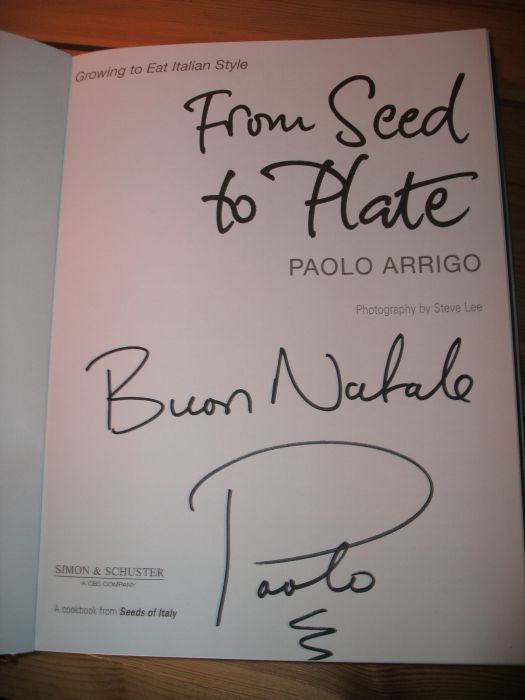 Growing to Eat Italian Style
From Seed
to Plate
PAOLO ARRIGO
Photography by Steve Lee
Buon Natale
Paolo
SIMON & SCHUSTER
A CBS COMPANY
A cookbook from Seeds of Italy